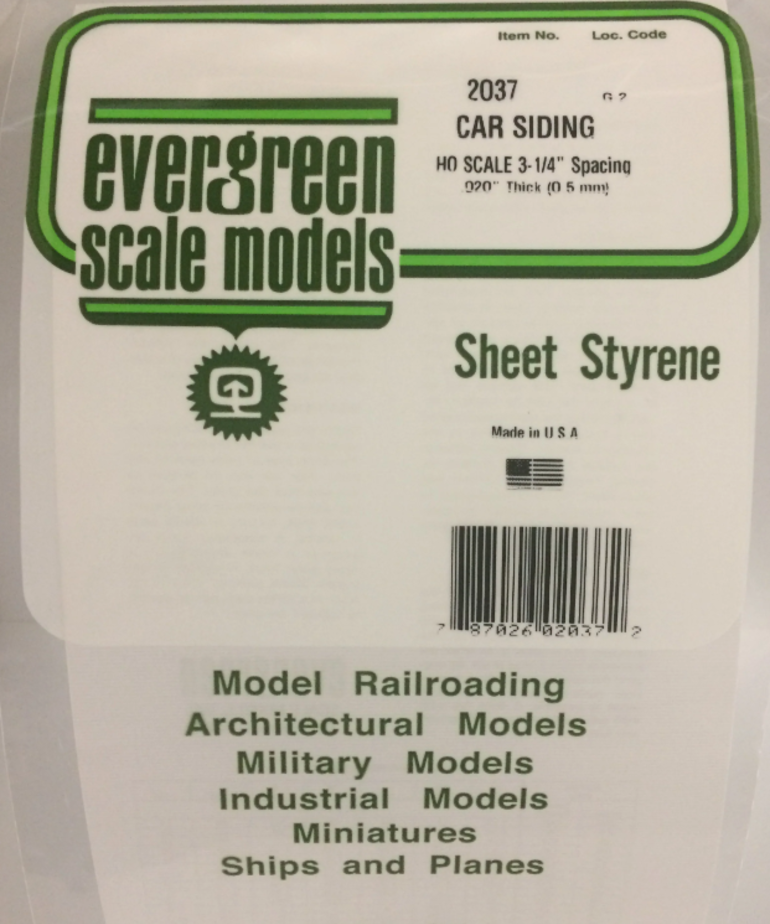 Item No. Loc. Code
2037 G 2
CAR SIDING
HO SCALE 3-1/4" Spacing
.020" Thick (0.5 mm)
evergreen
scale models
Sheet Styrene
Made in U S A
7 87026 02037 2
Model Railroading
Architectural Models
Military Models
Industrial Models
Miniatures
Ships and Planes